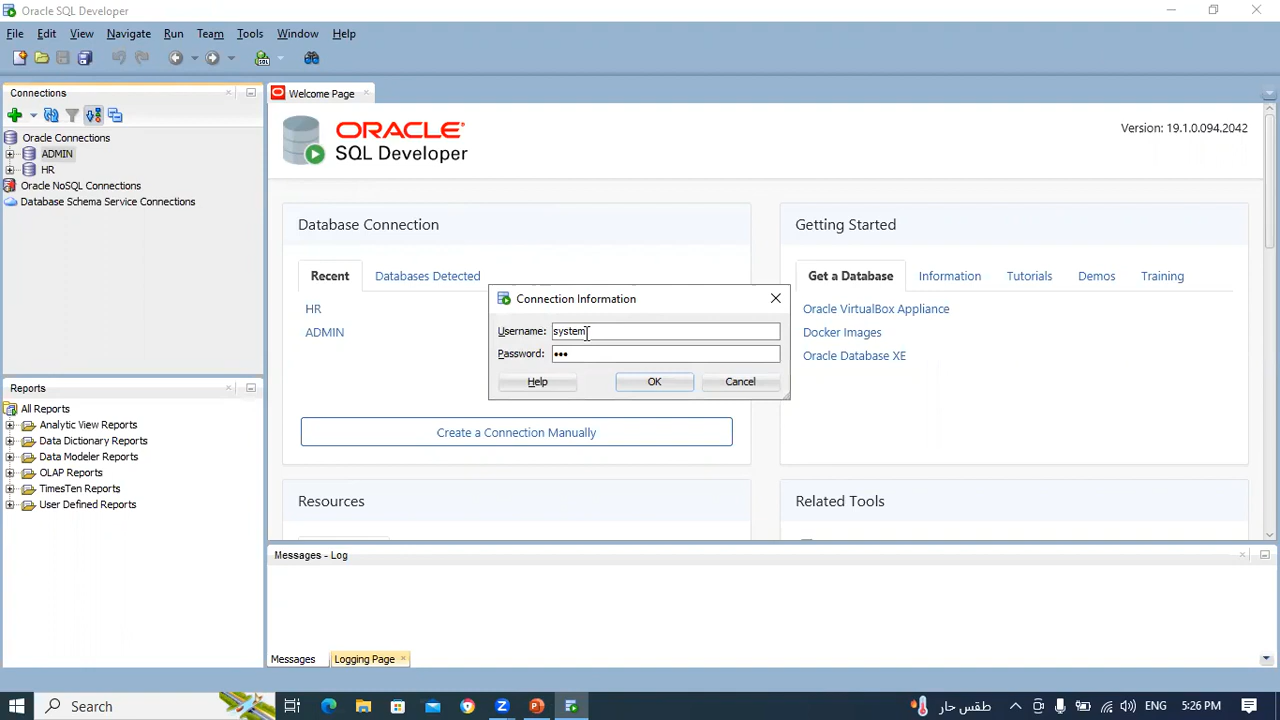 Oracle SQL Developer
File Edit View Navigate Run Team Tools Window Help
Connections
Oracle Connections
ADMIN
HR
Oracle NoSQL Connections
Database Schema Service Connections
Reports
All Reports
Analytic View Reports
Data Dictionary Reports
Data Modeler Reports
OLAP Reports
TimesTen Reports
User Defined Reports
Welcome Page
ORACLE
SQL Developer
Version: 19.1.0.094.2042
Database Connection
Recent Databases Detected
HR
ADMIN
Create a Connection Manually
Getting Started
Get a Database Information Tutorials Demos Training
Oracle VirtualBox Appliance
Docker Images
Oracle Database XE
Connection Information
Username: system
Password: •••
Help OK Cancel
Resources
Related Tools
Messages - Log
Messages Logging Page
Search
طقس حار
ENG 5:26 PM